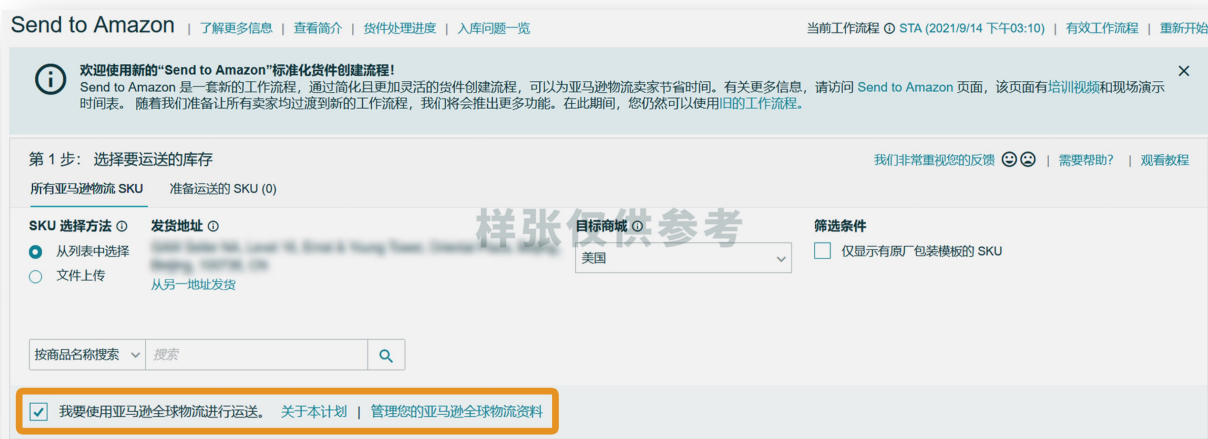 Send to Amazon | 了解更多信息 | 查看简介 | 货件处理进度 | 入库问题一览
当前工作流程 STA (2021/9/14 下午03:10) | 有效工作流程 | 重新开始
欢迎使用新的“Send to Amazon”标准化货件创建流程！
Send to Amazon 是一套新的工作流程，通过简化且更加灵活的货件创建流程，可以为亚马逊物流卖家节省时间。有关更多信息，请访问 Send to Amazon 页面，该页面有培训视频和现场演示
时间表。 随着我们准备让所有卖家均过渡到新的工作流程，我们将会推出更多功能。在此期间，您仍然可以使用旧的工作流程。
第 1 步： 选择要运送的库存
我们非常重视您的反馈 | 需要帮助? | 观看教程
所有亚马逊物流 SKU 准备运送的 SKU (0)
样张仅供参考
SKU 选择方法 发货地址 目标商城 筛选条件
从列表中选择
美国
仅显示有原厂包装模板的 SKU
文件上传
从另一地址发货
按商品名称搜索 搜索
我要使用亚马逊全球物流进行运送。 关于本计划 | 管理您的亚马逊全球物流资料